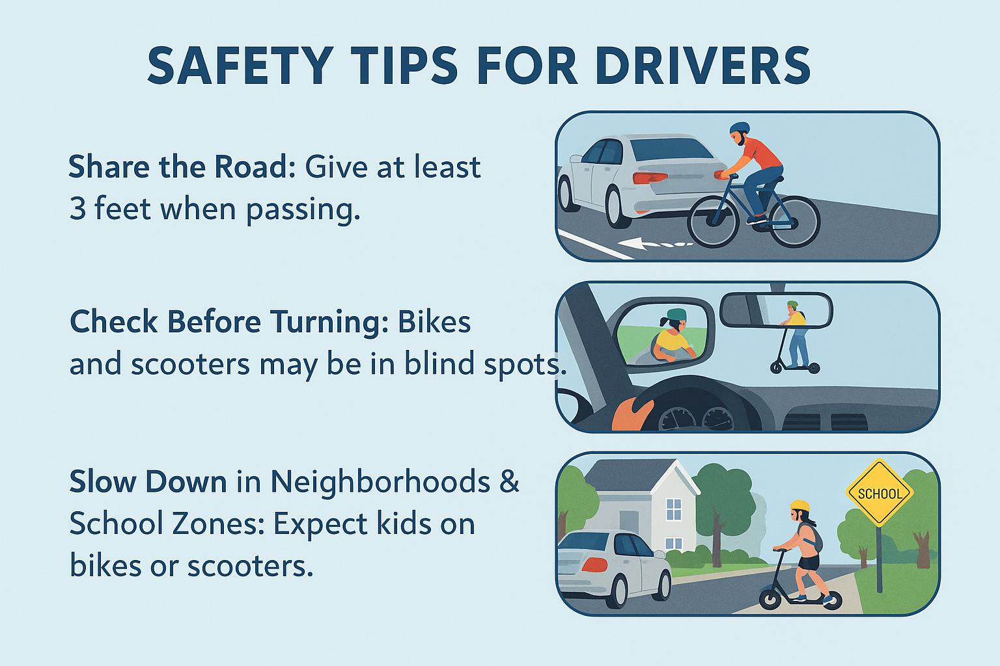 SAFETY TIPS FOR DRIVERS
Share the Road: Give at least
3 feet when passing.
Check Before Turning: Bikes
and scooters may be in blind spots.
Slow Down in Neighborhoods &
School Zones: Expect kids on
bikes or scooters.
SCHOOL